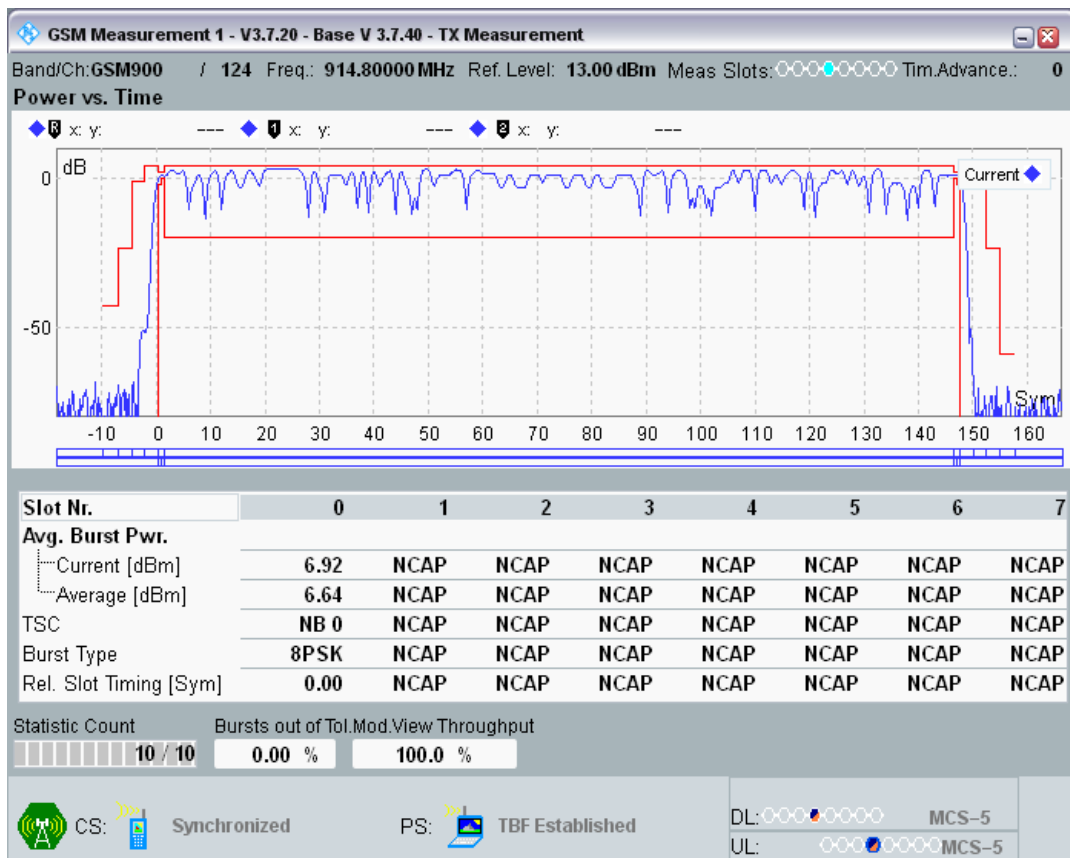 GSM Measurement 1 - V3.7.20 - Base V 3.7.40 - TX Measurement
Band/Ch:GSM900 / 124 Freq.: 914.80000 MHz Ref. Level: 13.00 dBm Meas Slots: Tim.Advance.: 0
Power vs. Time
R x: y: --- 1 x: y: --- 2 x: y: ---
dB
Current
0
-50
Sym
-10 0 10 20 30 40 50 60 70 80 90 100 110 120 130 140 150 160
Slot Nr. 0 1 2 3 4 5 6 7
Avg. Burst Pwr.
Current [dBm] 6.92 NCAP NCAP NCAP NCAP NCAP NCAP NCAP
Average [dBm] 6.64 NCAP NCAP NCAP NCAP NCAP NCAP NCAP
TSC NB 0 NCAP NCAP NCAP NCAP NCAP NCAP NCAP
Burst Type 8PSK NCAP NCAP NCAP NCAP NCAP NCAP NCAP
Rel. Slot Timing [Sym] 0.00 NCAP NCAP NCAP NCAP NCAP NCAP NCAP
Statistic Count Bursts out of Tol.Mod.View Throughput
10 / 10 0.00 % 100.0 %
CS: Synchronized PS: TBF Established
DL: MCS-5
UL: MCS-5